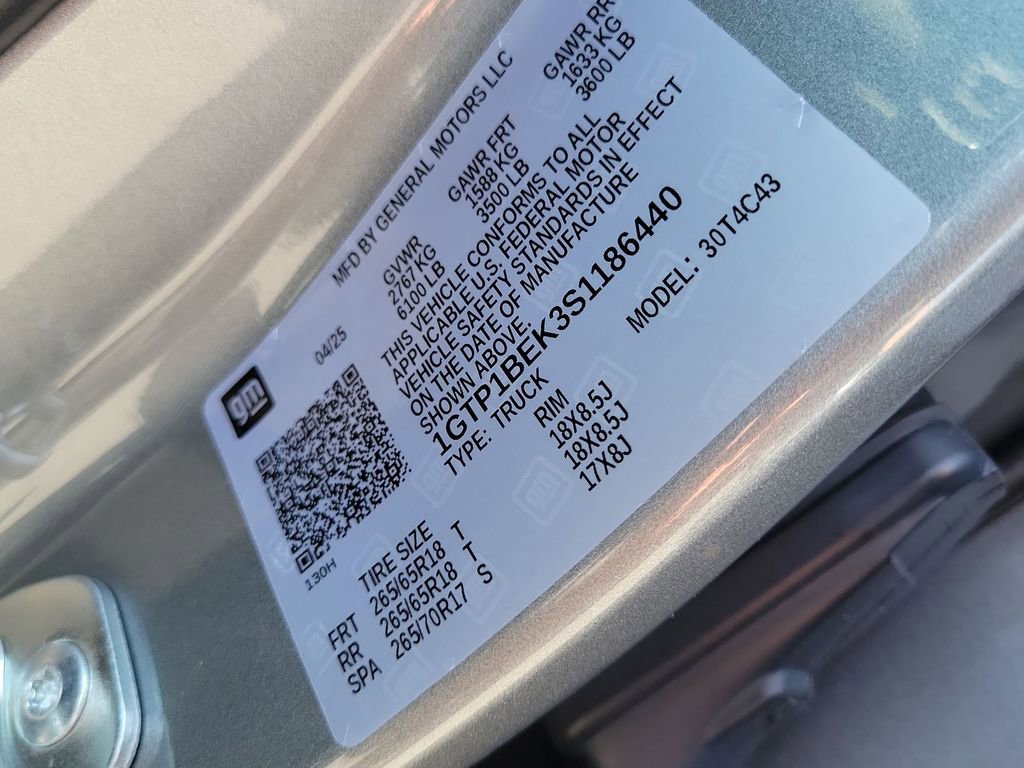 gm
04/25
MFD BY GENERAL MOTORS LLC
GVWR GAWR FRT GAWR RR
2767 KG 1588 KG 1633 KG
6100 LB 3500 LB 3600 LB
THIS VEHICLE CONFORMS TO ALL
APPLICABLE U.S. FEDERAL MOTOR
VEHICLE SAFETY STANDARDS IN EFFECT
ON THE DATE OF MANUFACTURE
SHOWN ABOVE.
1GTP1BEK3S1186440
TYPE: TRUCK MODEL: 30T4C43
130H
TIRE SIZE RIM
FRT 265/65R18 T 18X8.5J
RR 265/65R18 T 18X8.5J
SPA 265/70R17 S 17X8J